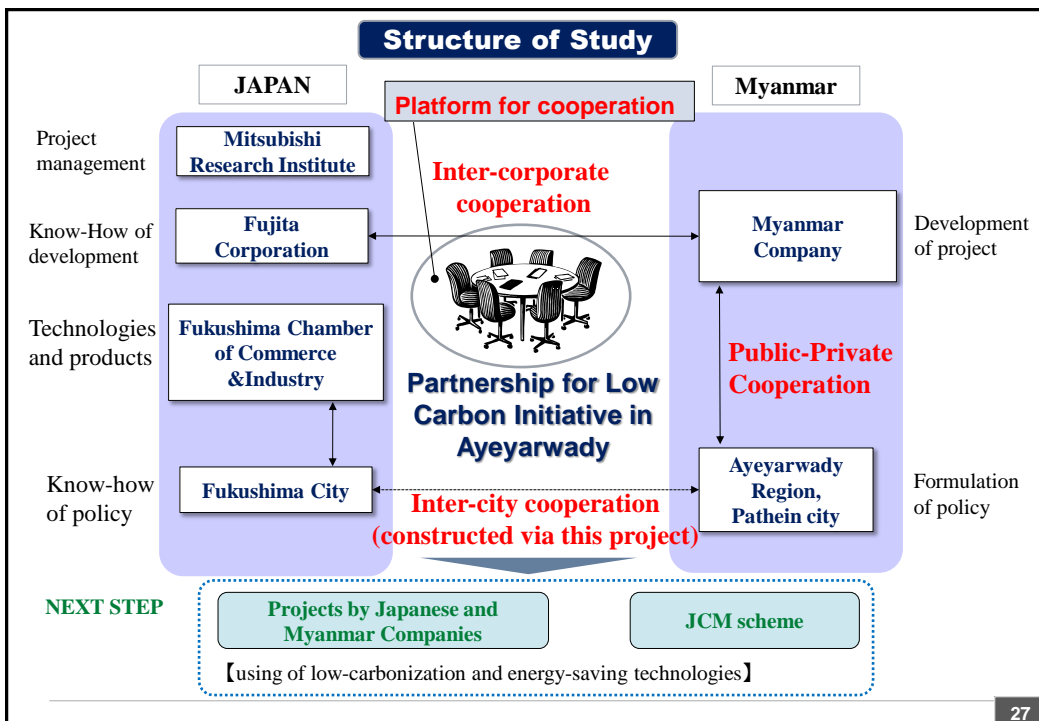 Structure of Study
JAPAN
Platform for cooperation
Myanmar
Project
management
Mitsubishi
Research Institute
Inter-corporate
cooperation
Know-How of
development
Fujita
Corporation
Myanmar
Company
Development
of project
Technologies
and products
Fukushima Chamber
of Commerce
&Industry
Public-Private
Cooperation
Partnership for Low
Carbon Initiative in
Ayeyarwady
Know-how
of policy
Fukushima City
Inter-city cooperation
(constructed via this project)
Ayeyarwady
Region,
Pathein city
Formulation
of policy
NEXT STEP
Projects by Japanese and
Myanmar Companies
JCM scheme
【using of low-carbonization and energy-saving technologies】
27